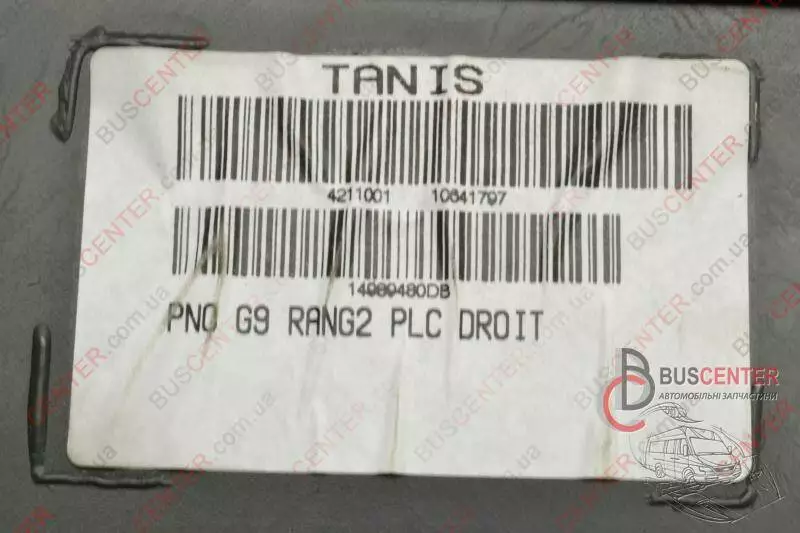 TANIS
4211001 10641797
14989480DB
PNO G9 RANG2 PLC DROIT
BUSCENTER
АВТОМОБІЛЬНІ ЗАПЧАСТИНИ